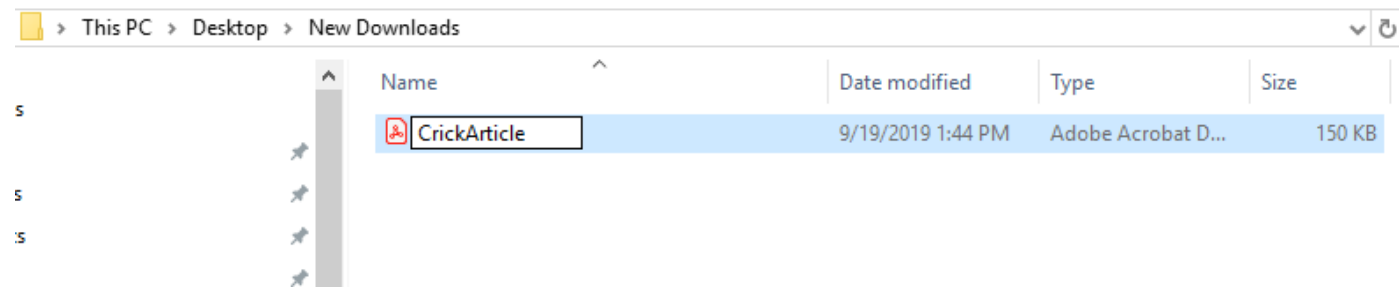 This PC > Desktop > New Downloads
Name Date modified Type Size
s
CrickArticle 9/19/2019 1:44 PM Adobe Acrobat D... 150 KB
s
:s